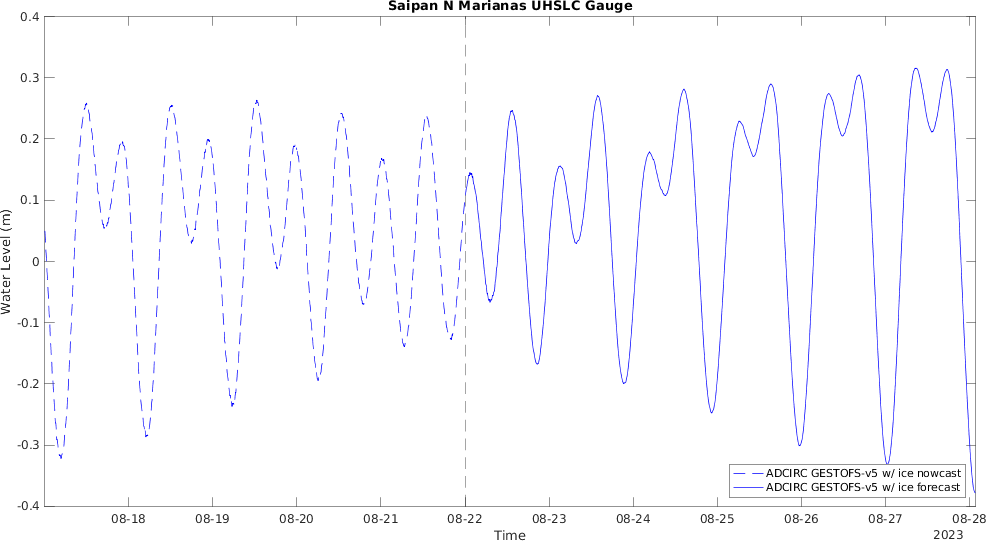 Saipan N Marianas UHSLC Gauge
0.4
0.3
0.2
0.1
0
-0.1
-0.2
-0.3
-0.4
Water Level (m)
ADCIRC GESTOFS-v5 w/ ice nowcast
ADCIRC GESTOFS-v5 w/ ice forecast
08-18 08-19 08-20 08-21 08-22 08-23 08-24 08-25 08-26 08-27 08-28
Time
2023